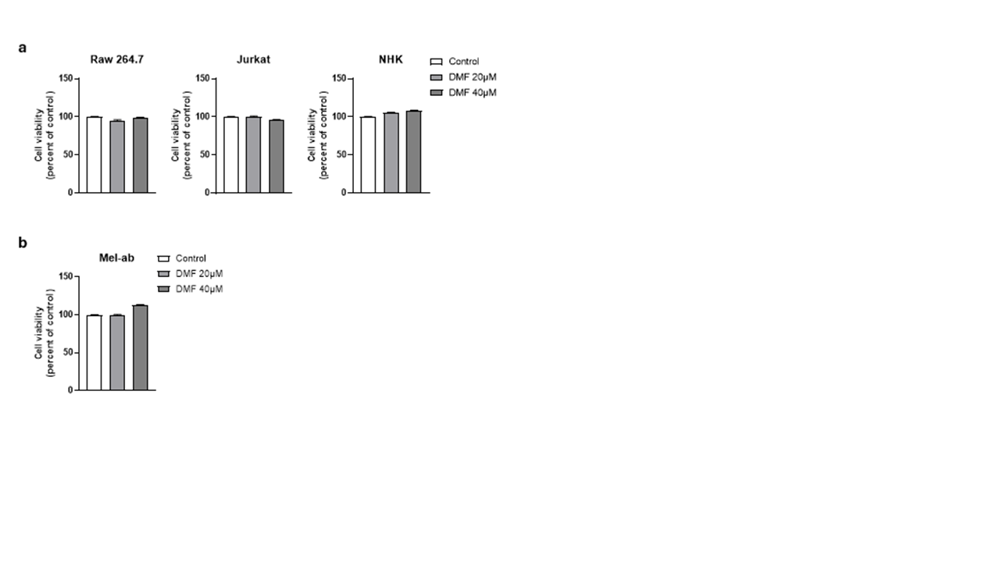 a
Raw 264.7
Cell viability
(percent of control)
150
100
50
0
Jurkat
Cell viability
(percent of control)
150
100
50
0
NHK
Cell viability
(percent of control)
150
100
50
0
Control
DMF 20µM
DMF 40µM
b
Mel-ab
Cell viability
(percent of control)
150
100
50
0
Control
DMF 20µM
DMF 40µM